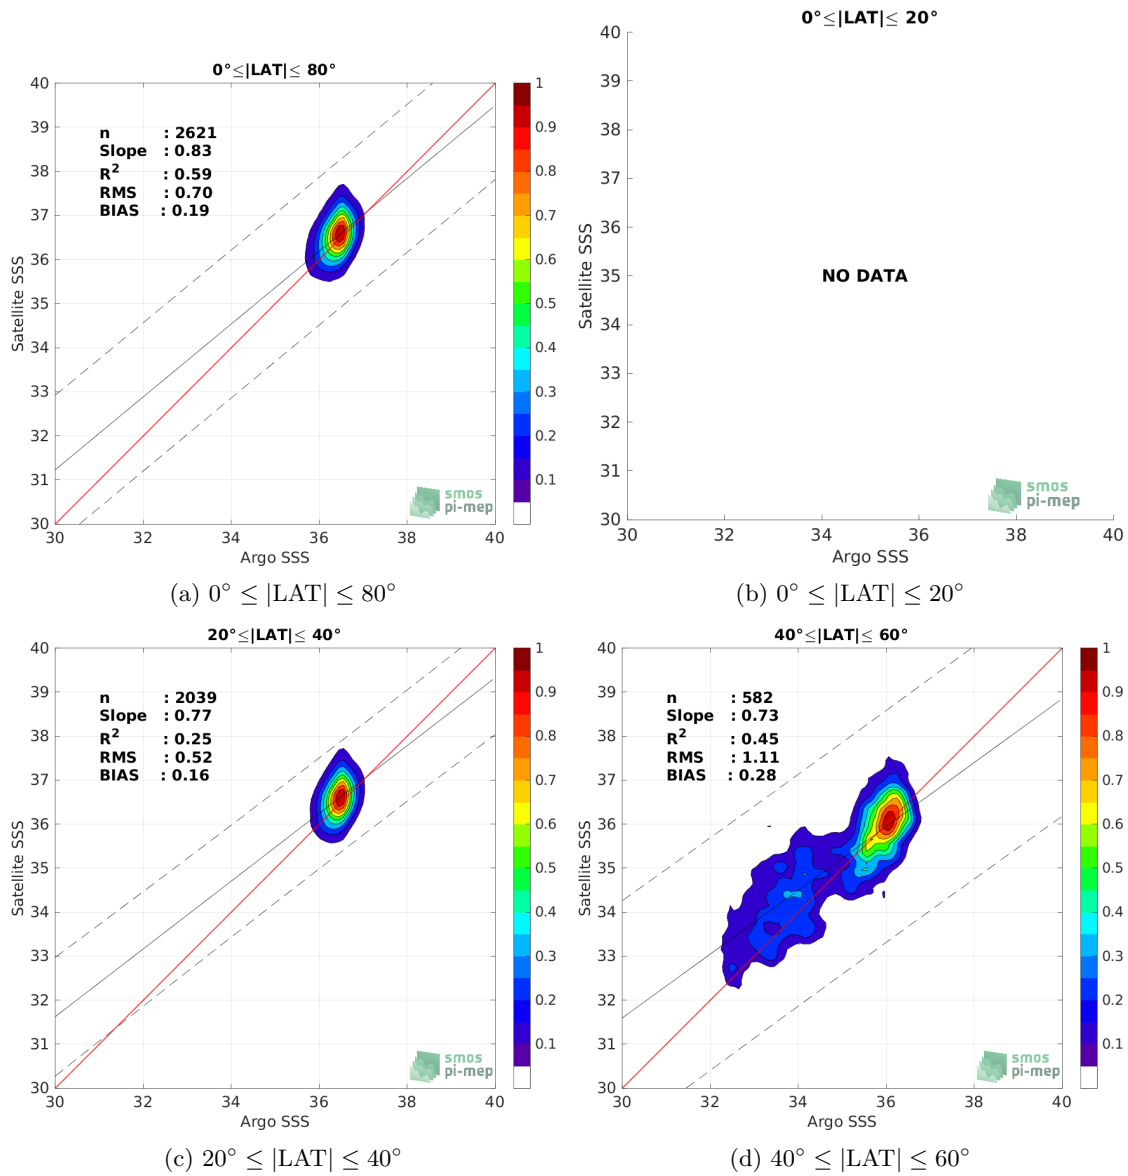 0°≤|LAT|≤ 80°
40
39
38
37
36
35
34
33
32
31
30
Satellite SSS
n : 2621
Slope : 0.83
R2 : 0.59
RMS : 0.70
BIAS : 0.19
1
0.9
0.8
0.7
0.6
0.5
0.4
0.3
0.2
0.1
smos
pi-mep
30 32 34 36 38 40
Argo SSS
(a) 0° ≤ |LAT| ≤ 80°
0°≤|LAT|≤ 20°
40
39
38
37
36
35
34
33
32
31
30
Satellite SSS
NO DATA
smos
pi-mep
30 32 34 36 38 40
Argo SSS
(b) 0° ≤ |LAT| ≤ 20°
20°≤|LAT|≤ 40°
40
39
38
37
36
35
34
33
32
31
30
Satellite SSS
n : 2039
Slope : 0.77
R2 : 0.25
RMS : 0.52
BIAS : 0.16
1
0.9
0.8
0.7
0.6
0.5
0.4
0.3
0.2
0.1
smos
pi-mep
30 32 34 36 38 40
Argo SSS
(c) 20° ≤ |LAT| ≤ 40°
40°≤|LAT|≤ 60°
40
39
38
37
36
35
34
33
32
31
30
Satellite SSS
n : 582
Slope : 0.73
R2 : 0.45
RMS : 1.11
BIAS : 0.28
1
0.9
0.8
0.7
0.6
0.5
0.4
0.3
0.2
0.1
smos
pi-mep
30 32 34 36 38 40
Argo SSS
(d) 40° ≤ |LAT| ≤ 60°